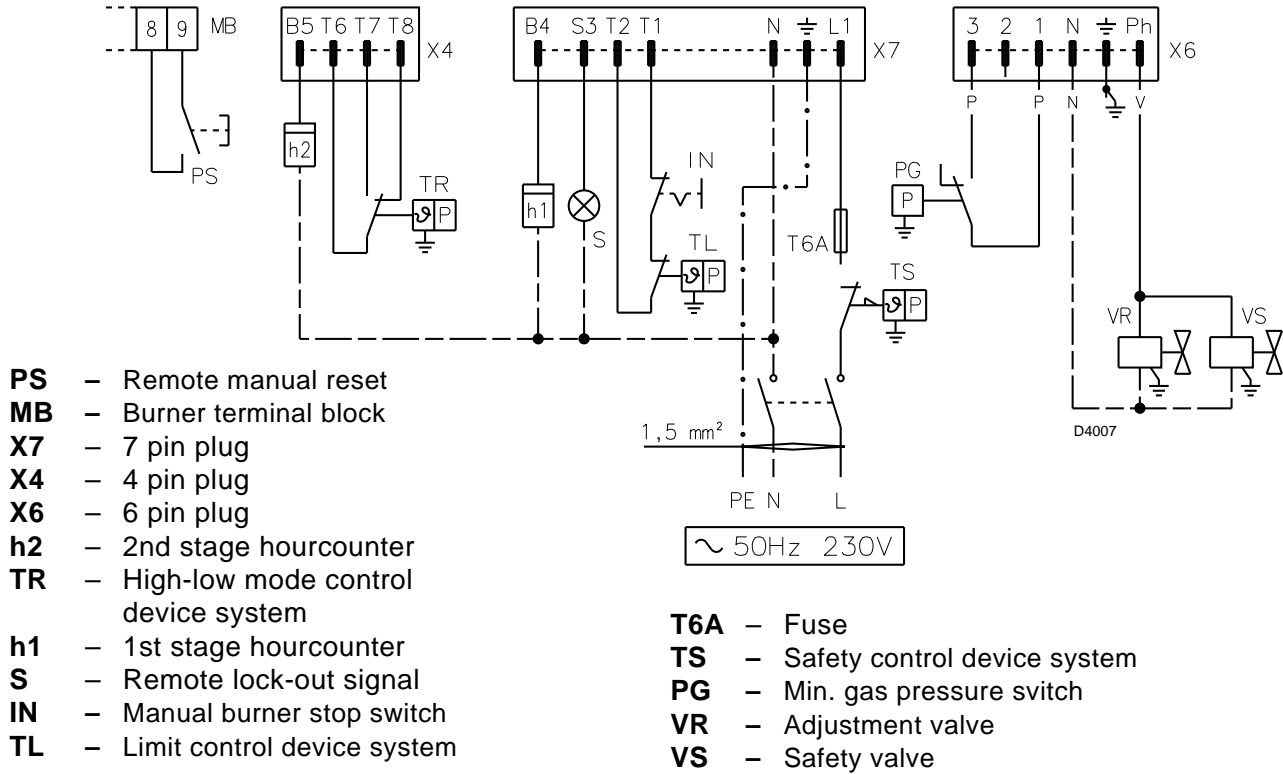 8 9 MB
B5 T6 T7 T8 X4
B4 S3 T2 T1 N L1 X7
3 2 1 N Ph X6
P P N V
h2
PS
TR
ϑ P
h1
S
IN
TL
ϑ P
T6A
TS
ϑ P
PG
P
VR VS
D4007
1,5 mm²
PE N L
~ 50Hz 230V
PS – Remote manual reset
MB – Burner terminal block
X7 – 7 pin plug
X4 – 4 pin plug
X6 – 6 pin plug
h2 – 2nd stage hourcounter
TR – High-low mode control
device system
h1 – 1st stage hourcounter
S – Remote lock-out signal
IN – Manual burner stop switch
TL – Limit control device system
T6A – Fuse
TS – Safety control device system
PG – Min. gas pressure svitch
VR – Adjustment valve
VS – Safety valve